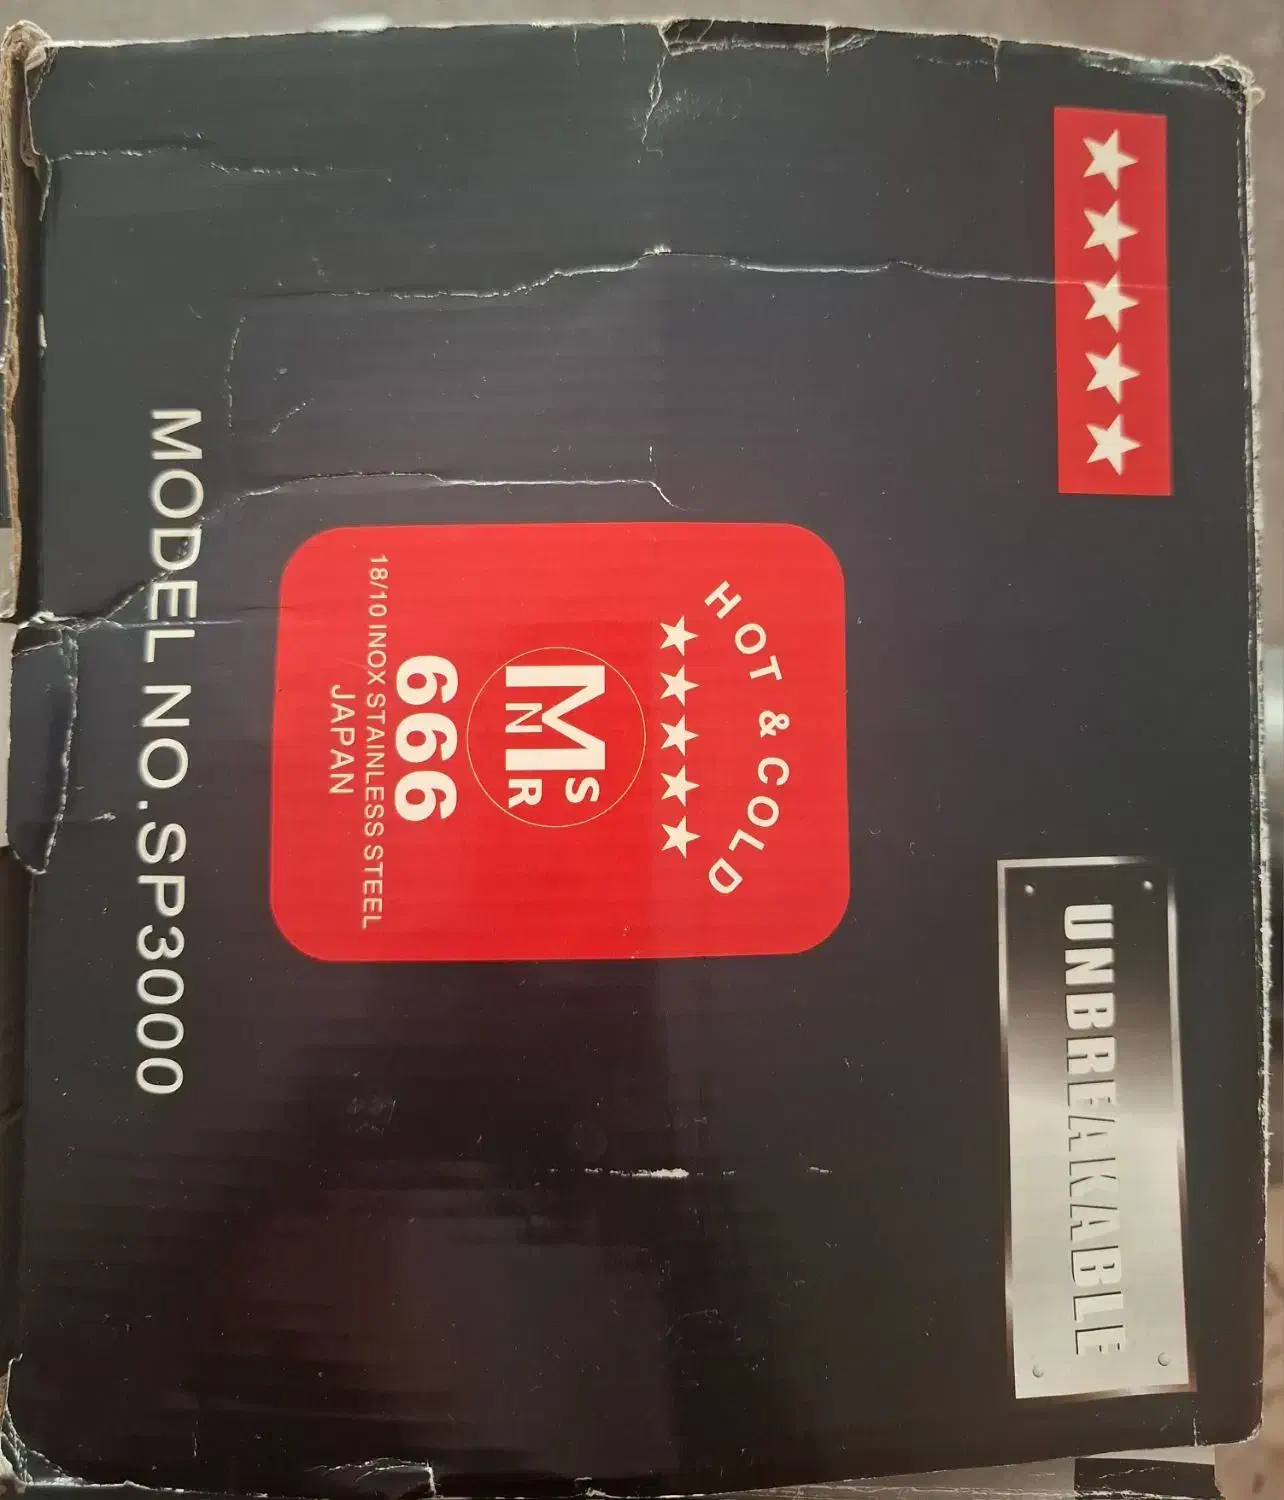 UNBREAKABLE
HOT & COLD
M S
N R
666
18/10 INOX STAINLESS STEEL
JAPAN
MODEL NO.SP3000